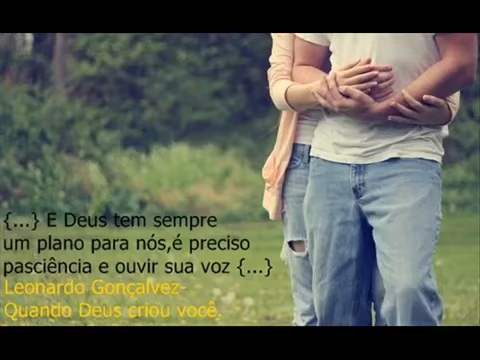 {...} E Deus tem sempre
um plano para nós,é preciso
pasciência e ouvir sua voz {...}
Leonardo Gonçalvez-
Quando Deus criou você.